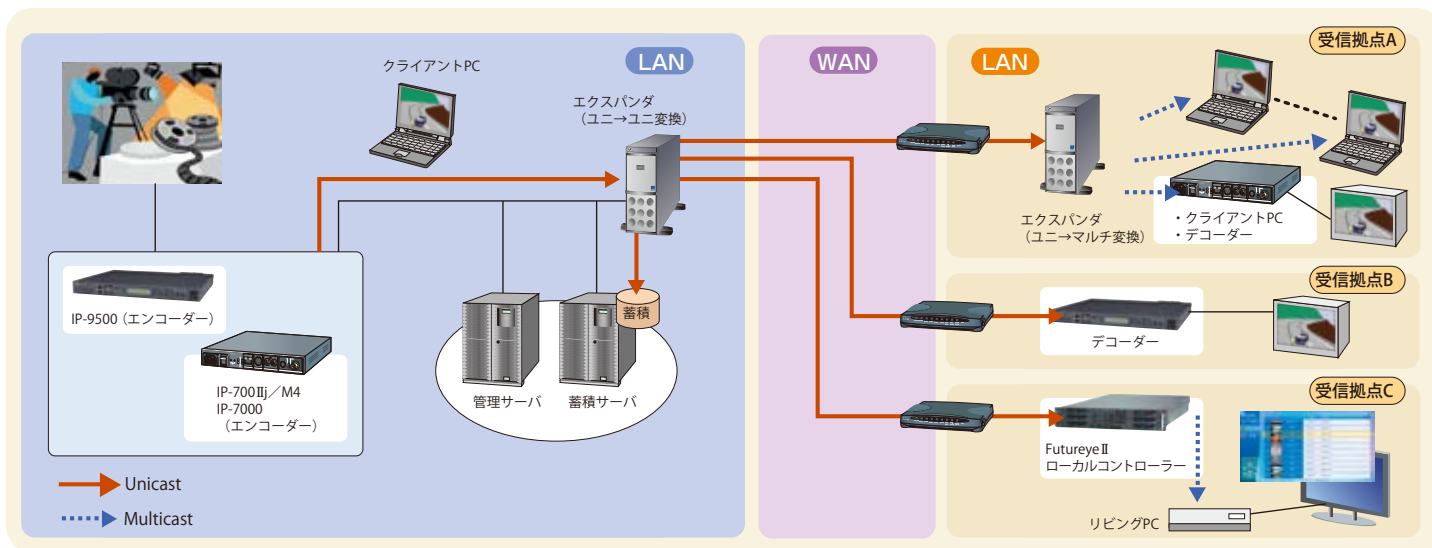 クライアントPC
LAN
エクスパンダ
（ユニ→ユニ変換）
IP-9500（エンコーダー）
IP-700Ⅱj／M4
IP-7000
（エンコーダー）
蓄積
管理サーバ
蓄積サーバ
Unicast
Multicast
WAN
LAN
受信拠点A
エクスパンダ
（ユニ→マルチ変換）
・クライアントPC
・デコーダー
受信拠点B
デコーダー
受信拠点C
FutureyeⅡ
ローカルコントローラー
リビングPC